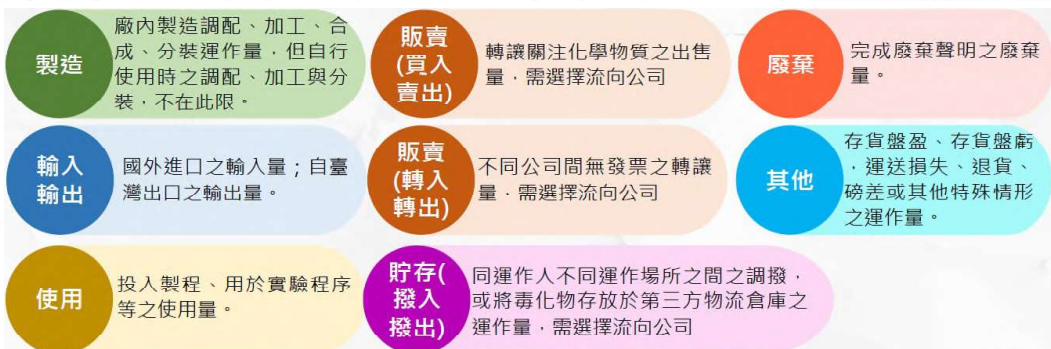 製造
廠內製造調配、加工、合
成、分裝運作量，但自行
使用時之調配、加工與分
裝，不在此限。
販賣
(買入
賣出)
轉讓關注化學物質之出售
量，需選擇流向公司
廢棄
完成廢棄聲明之廢棄
量。
輸入
輸出
國外進口之輸入量；自臺
灣出口之輸出量。
販賣
(轉入
轉出)
不同公司間無發票之轉讓
量，需選擇流向公司
其他
存貨盤盈、存貨盤虧
，運送損失、退貨、
磅差或其他特殊情形
之運作量。
使用
投入製程、用於實驗程序
等之使用量。
貯存(
撥入
撥出)
同運作人不同運作場所之間之調撥，
或將毒化物存放於第三方物流倉庫之
運作量，需選擇流向公司